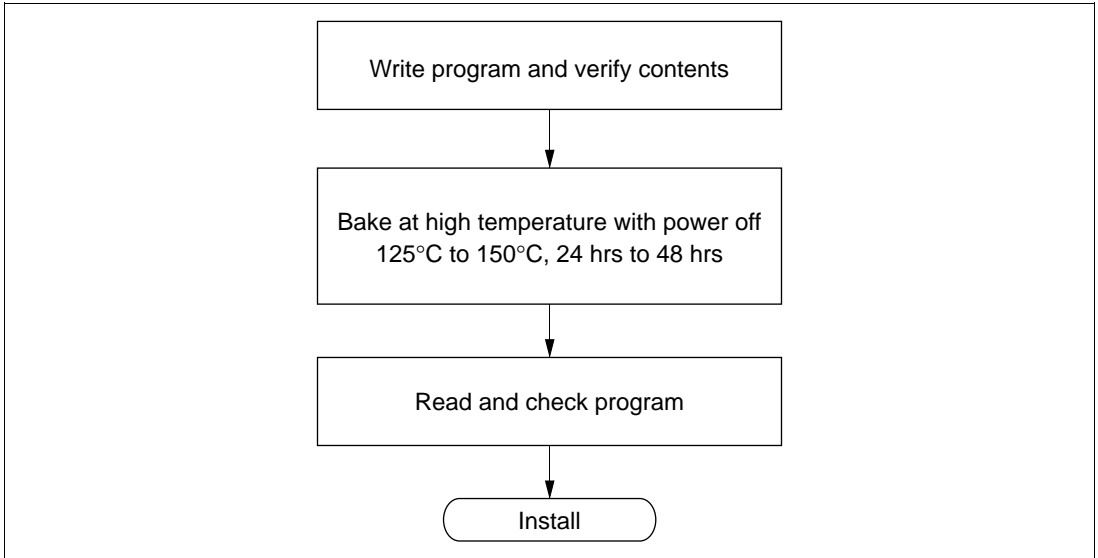 Write program and verify contents
Bake at high temperature with power off
125°C to 150°C, 24 hrs to 48 hrs
Read and check program
Install